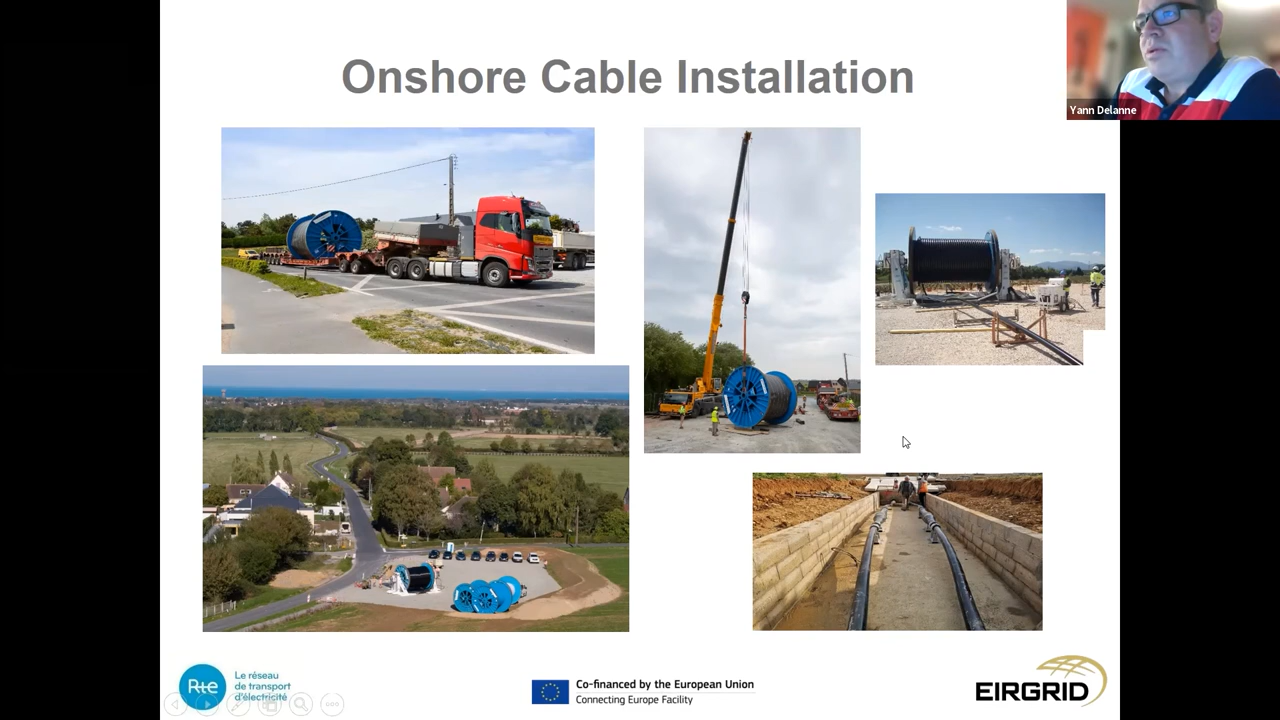 Onshore Cable Installation
Yann Delanne
Rte
Le réseau
de transport
d'électricité
Co-financed by the European Union
Connecting Europe Facility
EIRGRID